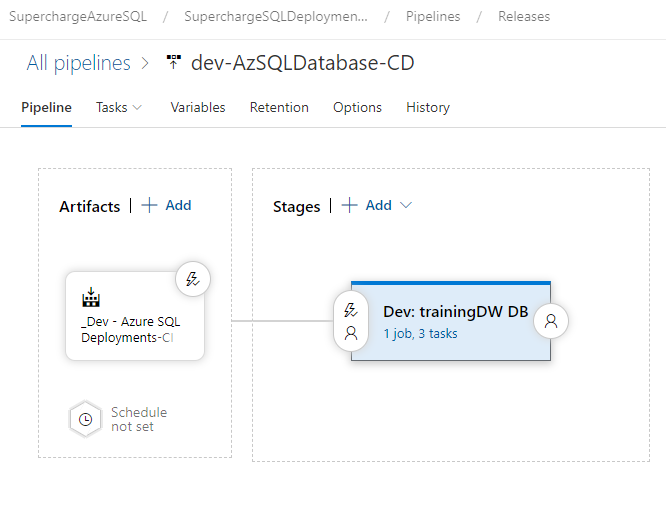 SuperchargeAzureSQL / SuperchargeSQLDeploymen... / Pipelines / Releases
All pipelines > dev-AzSQLDatabase-CD
Pipeline Tasks Variables Retention Options History
Artifacts | + Add
Stages | + Add
_Dev - Azure SQL
Deployments-CI
Dev: trainingDW DB
1 job, 3 tasks
Schedule
not set